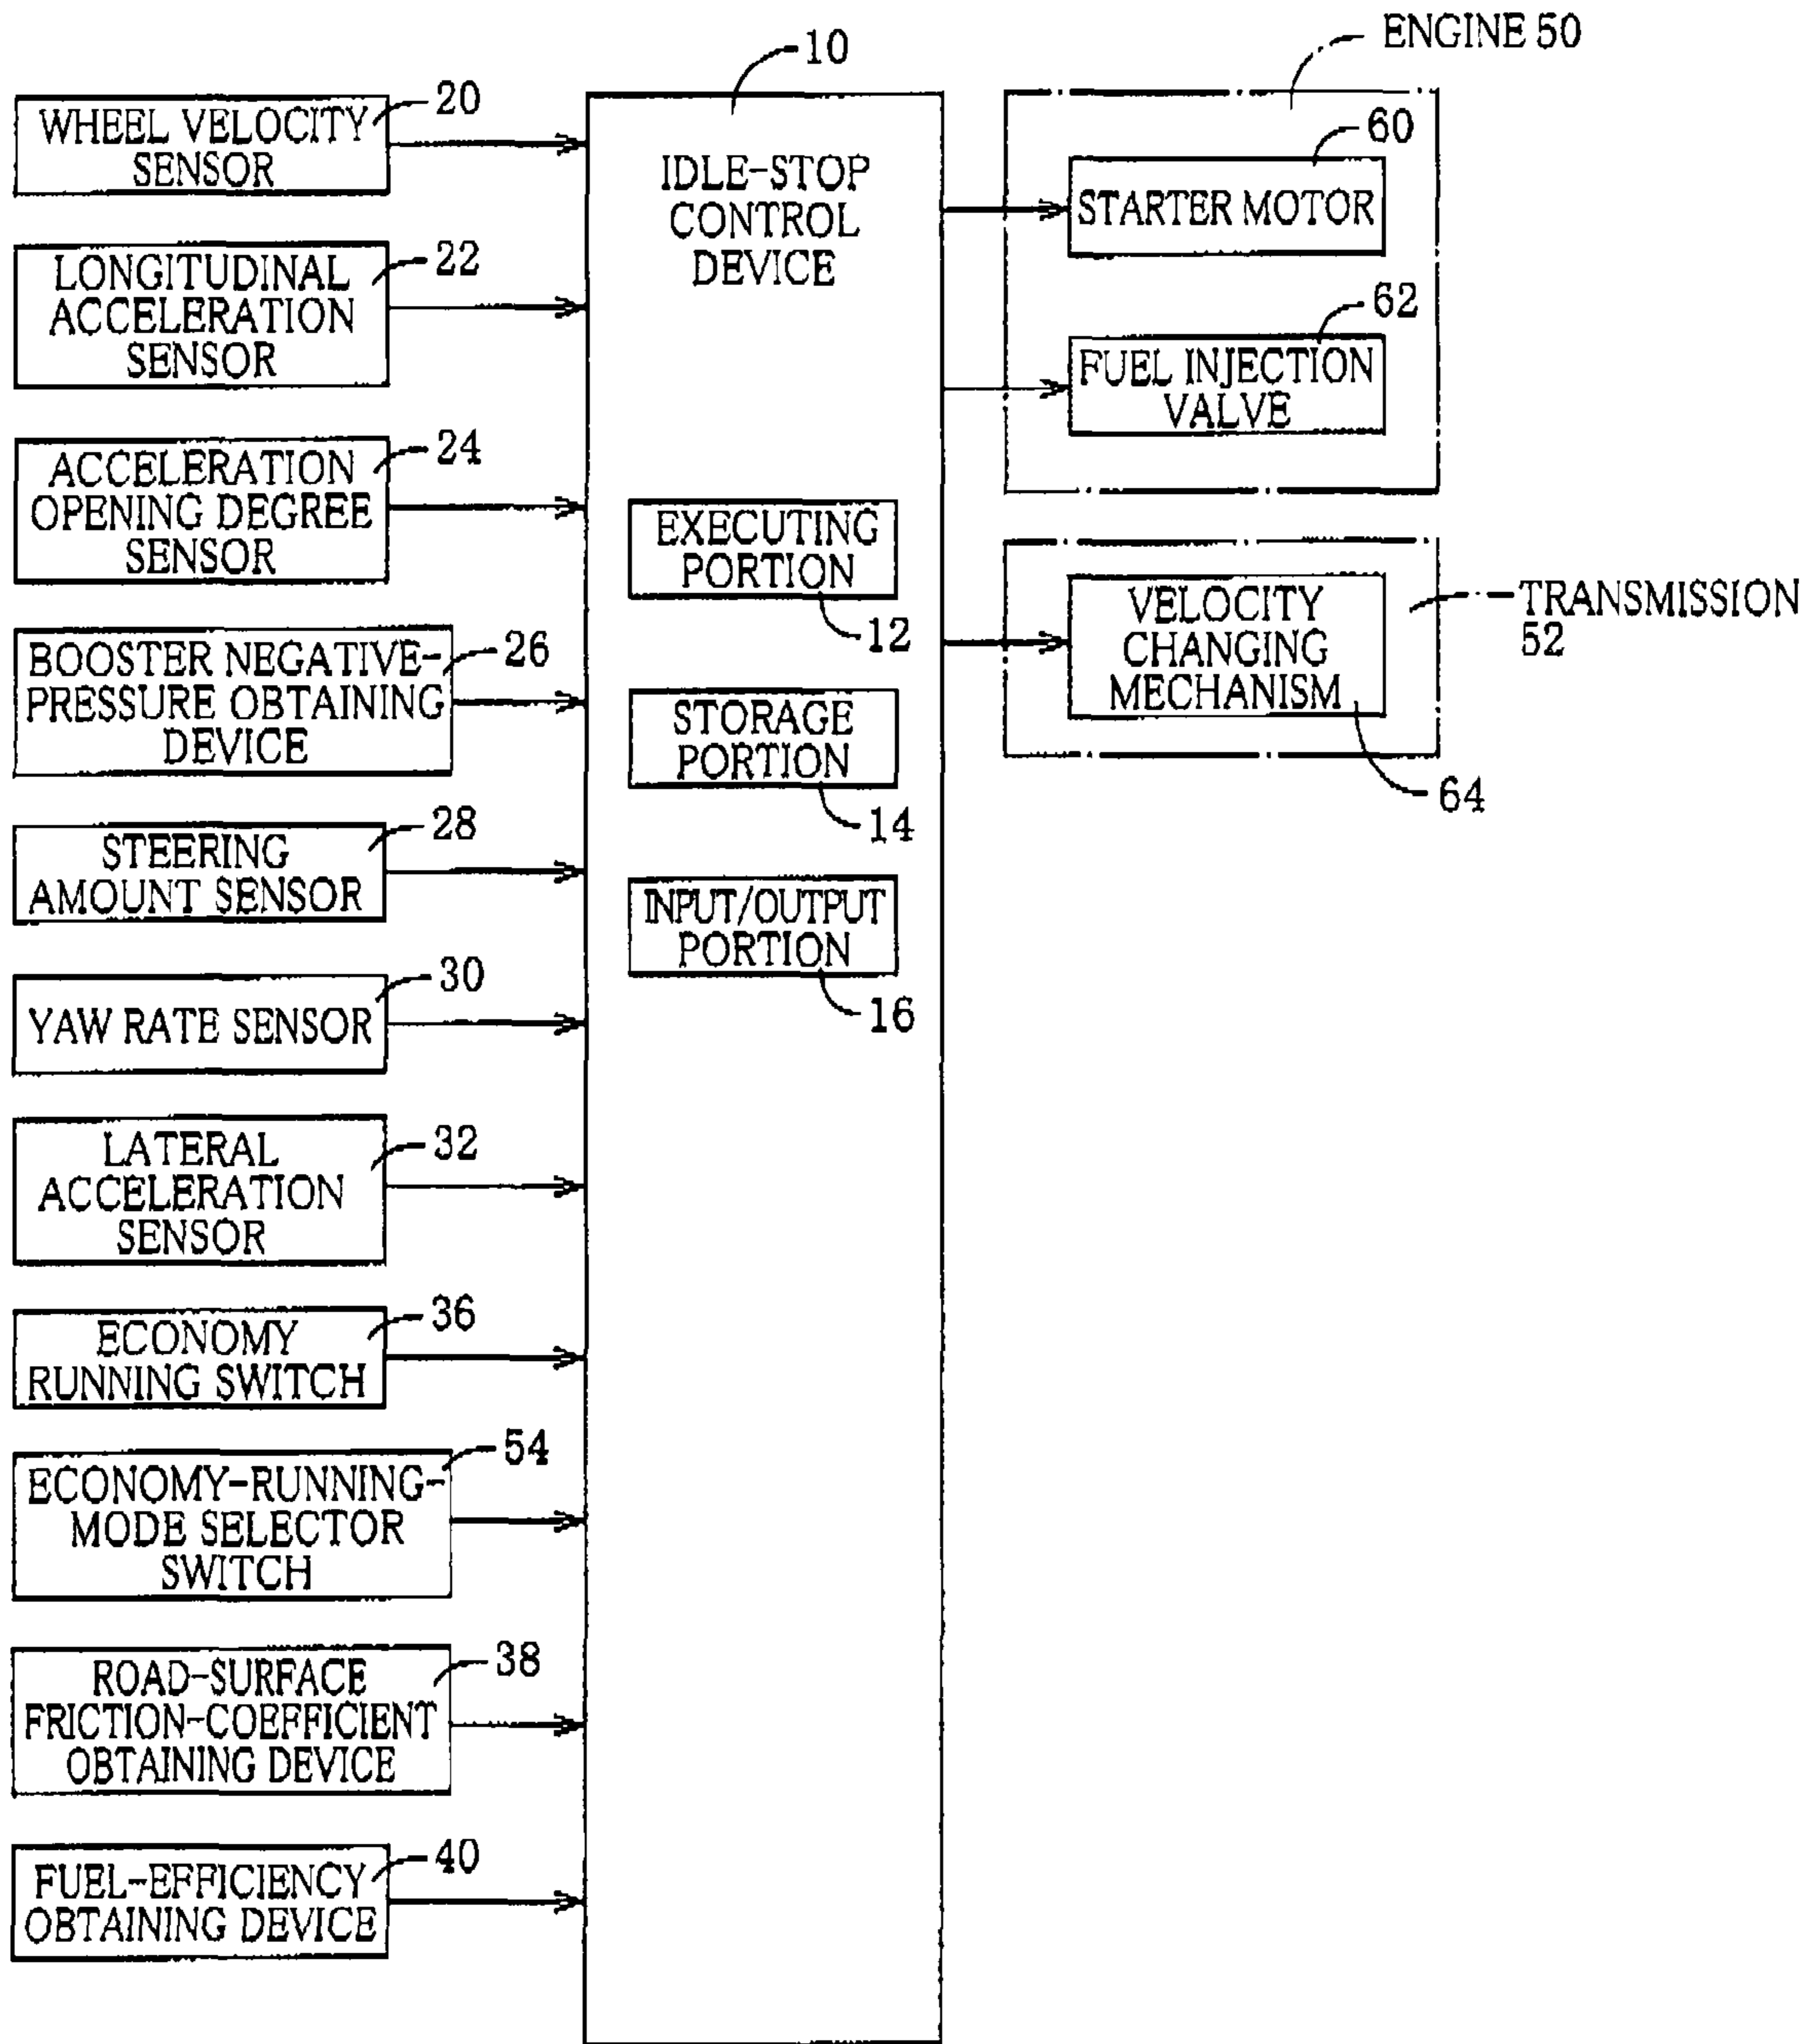 WHEEL VELOCITY
SENSOR
20
LONGITUDINAL
ACCELERATION
SENSOR
22
ACCELERATION
OPENING DEGREE
SENSOR
24
BOOSTER NEGATIVE-
PRESSURE OBTAINING
DEVICE
26
STEERING
AMOUNT SENSOR
28
YAW RATE SENSOR
30
LATERAL
ACCELERATION
SENSOR
32
ECONOMY
RUNNING SWITCH
36
ECONOMY-RUNNING-
MODE SELECTOR
SWITCH
54
ROAD-SURFACE
FRICTION-COEFFICIENT
OBTAINING DEVICE
38
FUEL-EFFICIENCY
OBTAINING DEVICE
40
10
IDLE-STOP
CONTROL
DEVICE
EXECUTING
PORTION
12
STORAGE
PORTION
14
INPUT/OUTPUT
PORTION
16
ENGINE 50
60
STARTER MOTOR
62
FUEL INJECTION
VALVE
VELOCITY
CHANGING
MECHANISM
64
TRANSMISSION
52